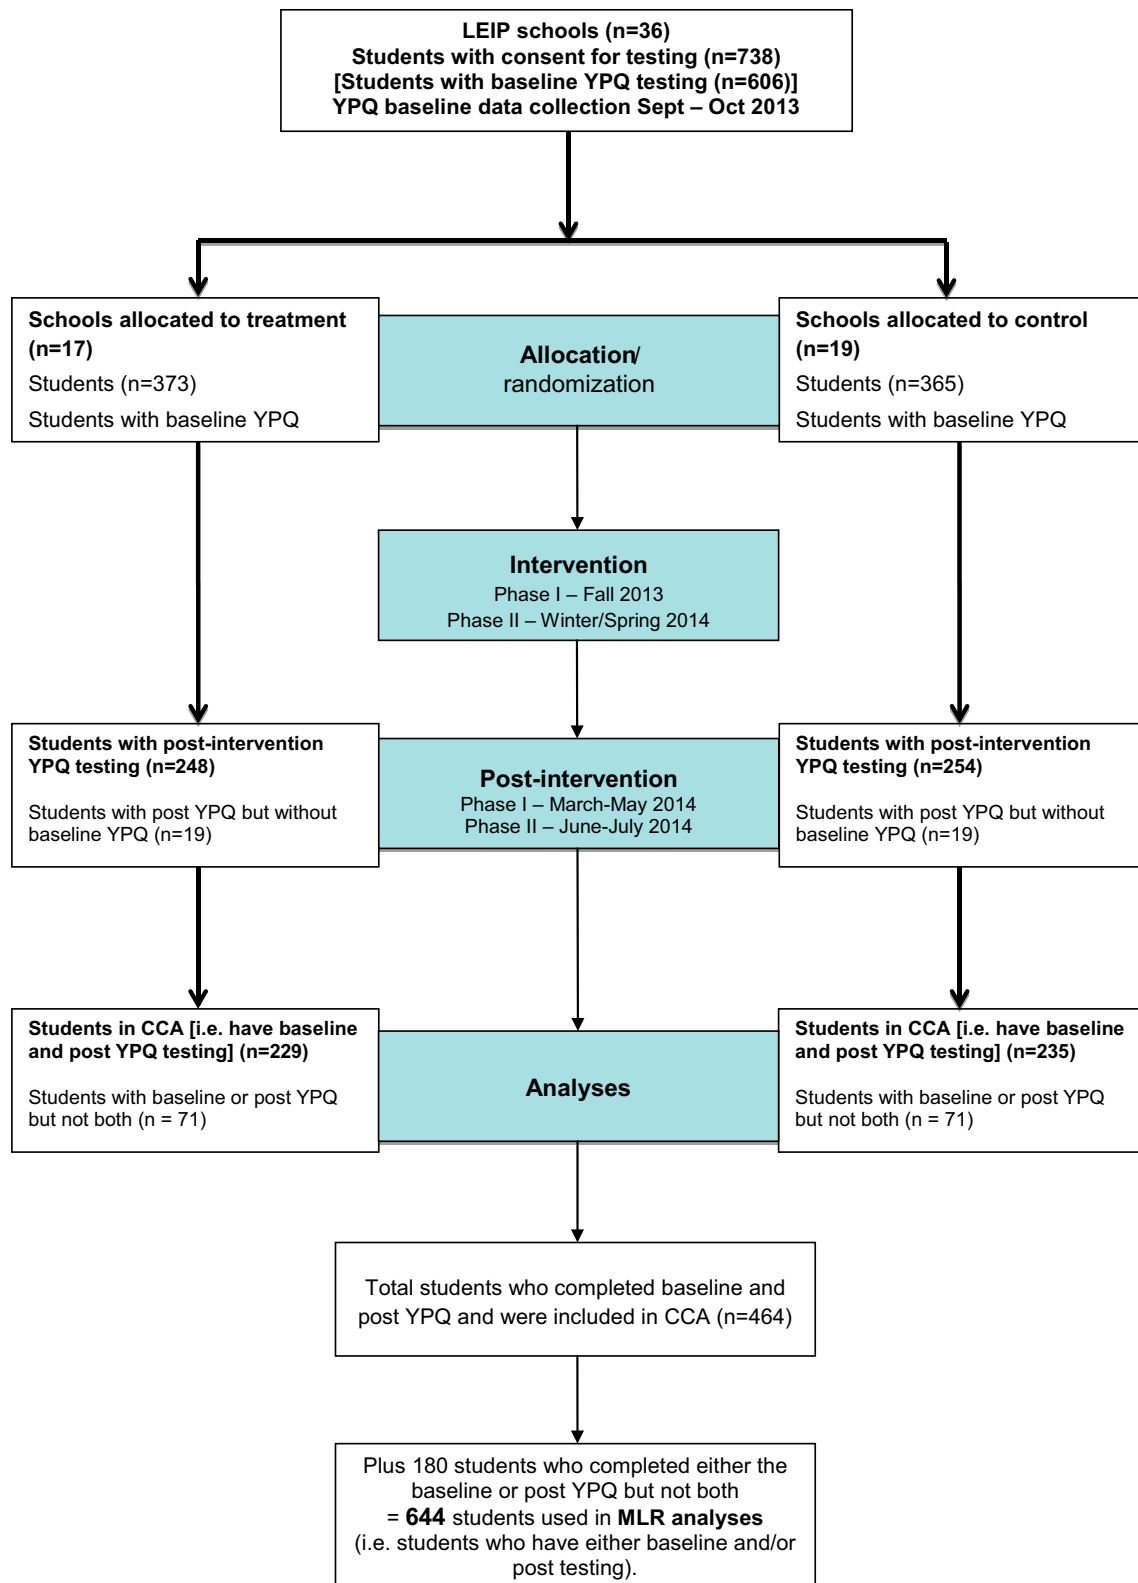 LEIP schools (n=36)
Students with consent for testing (n=738)
[Students with baseline YPQ testing (n=606)]
YPQ baseline data collection Sept – Oct 2013
Schools allocated to treatment
(n=17)
Students (n=373)
Students with baseline YPQ
Allocation/
randomization
Schools allocated to control
(n=19)
Students (n=365)
Students with baseline YPQ
Intervention
Phase I – Fall 2013
Phase II – Winter/Spring 2014
Students with post-intervention
YPQ testing (n=248)
Students with post YPQ but without
baseline YPQ (n=19)
Post-intervention
Phase I – March-May 2014
Phase II – June-July 2014
Students with post-intervention
YPQ testing (n=254)
Students with post YPQ but without
baseline YPQ (n=19)
Students in CCA [i.e. have baseline
and post YPQ testing] (n=229)
Students with baseline or post YPQ
but not both (n = 71)
Analyses
Students in CCA [i.e. have baseline
and post YPQ testing] (n=235)
Students with baseline or post YPQ
but not both (n = 71)
Total students who completed baseline and
post YPQ and were included in CCA (n=464)
Plus 180 students who completed either the
baseline or post YPQ but not both
= 644 students used in MLR analyses
(i.e. students who have either baseline and/or
post testing).